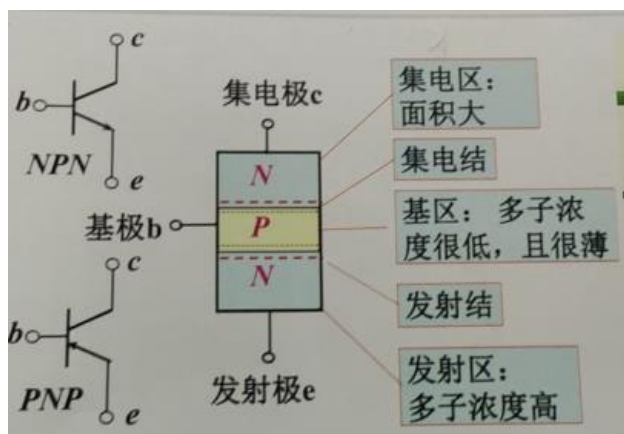 c
b
NPN
e
c
b
PNP
e
集电极c
N
基极b
P
N
发射极e
集电区：
面积大
集电结
基区： 多子浓
度很低，且很薄
发射结
发射区：
多子浓度高